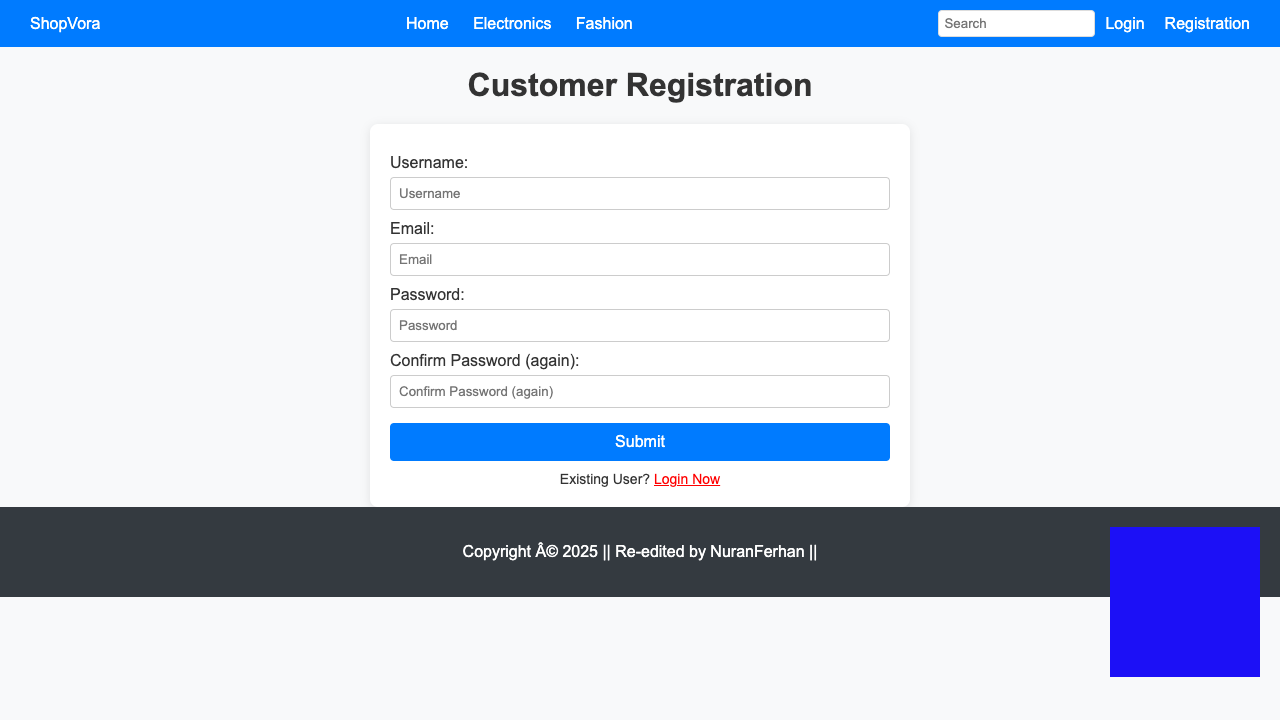 ShopVora Home Electronics Fashion Search Login Registration
Customer Registration
Username:
Username
Email:
Email
Password:
Password
Confirm Password (again):
Confirm Password (again)
Submit
Existing User? Login Now
Copyright Â© 2025 || Re-edited by NuranFerhan ||